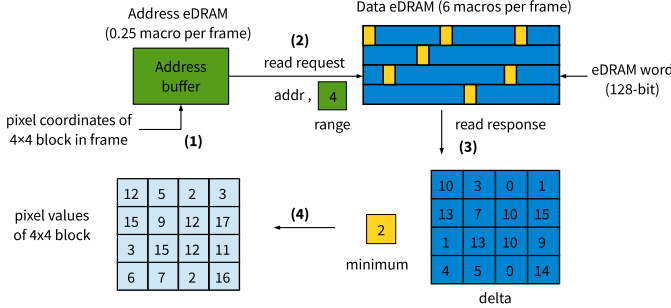 Address eDRAM
(0.25 macro per frame)
Data eDRAM (6 macros per frame)
(2)
Address
buffer
read request
addr , 4
range
eDRAM word
(128-bit)
pixel coordinates of
4×4 block in frame
(1)
read response
(3)
12 5 2 3
15 9 12 17
3 15 12 11
6 7 2 16
pixel values
of 4x4 block
(4)
2
minimum
10 3 0 1
13 7 10 15
1 13 10 9
4 5 0 14
delta